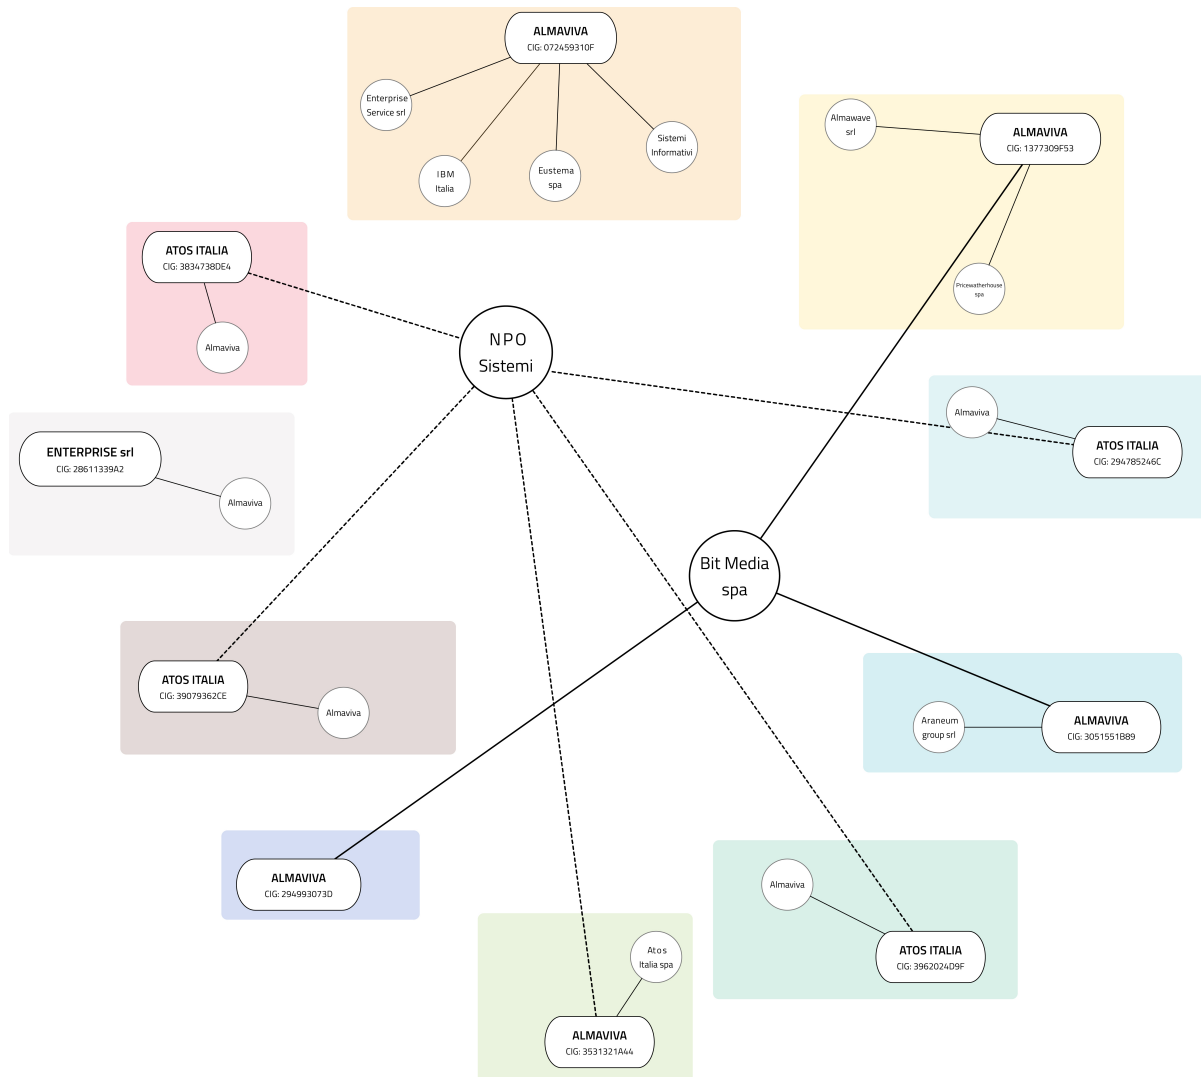 ALMAVIVA
CIG: 072459310F
Enterprise
Service srl
IBM
Italia
Eustema
spa
Sistemi
Informativi
Almawave
srl
ALMAVIVA
CIG: 1377309F53
Pricewatherhouse
spa
ATOS ITALIA
CIG: 3834738DE4
Almaviva
NPO
Sistemi
Almaviva
ATOS ITALIA
CIG: 294785246C
ENTERPRISE srl
CIG: 28611339A2
Almaviva
Bit Media
spa
ATOS ITALIA
CIG: 39079362CE
Almaviva
Araneum
group srl
ALMAVIVA
CIG: 3051551B89
ALMAVIVA
CIG: 294993073D
Almaviva
ATOS ITALIA
CIG: 3962024D9F
Atos
Italia spa
ALMAVIVA
CIG: 3531321A44